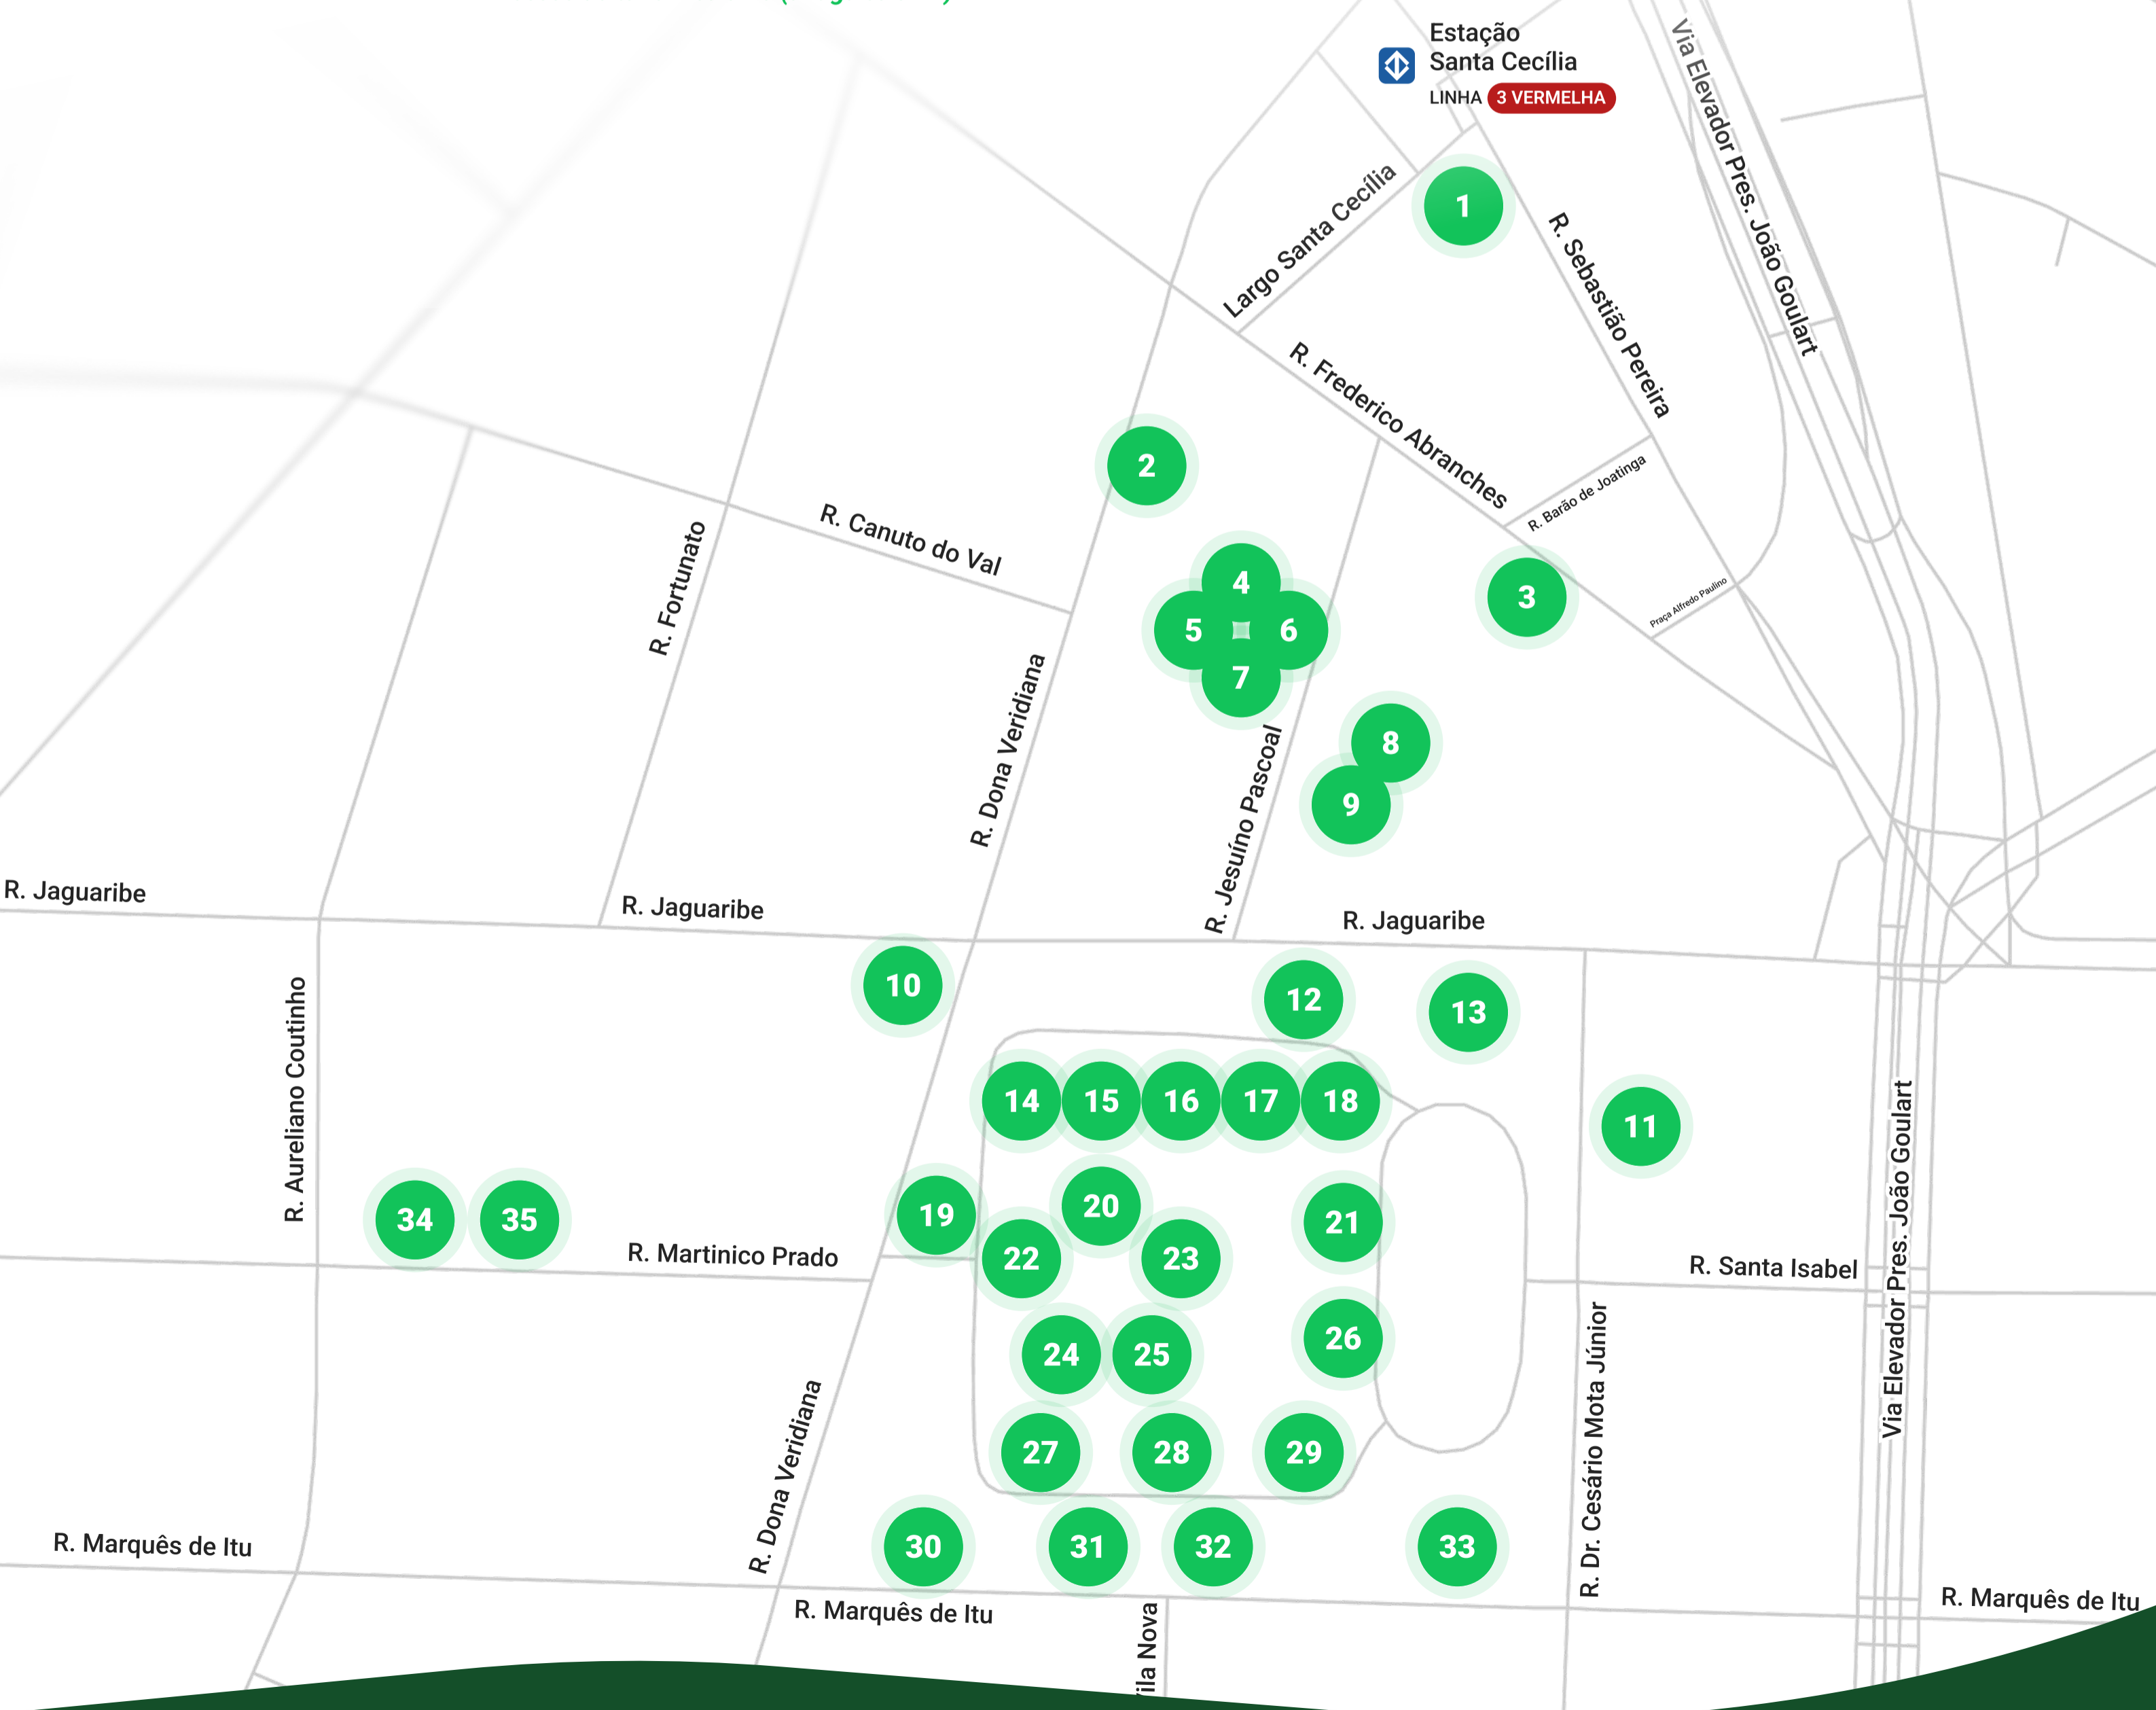 Estação
Santa Cecília
LINHA 3 VERMELHA
Via Elevador Pres. João Goulart
Largo Santa Cecília
1
R. Sebastião Pereira
R. Frederico Abranches
2
R. Barão de Joatinga
R. Canuto do Val
R. Fortunato
4
3
Praça Alfredo Paulino
5
6
7
R. Dona Veridiana
8
R. Jesuíno Pascoal
9
R. Jaguaribe
R. Jaguaribe
R. Jaguaribe
10
12
13
R. Aureliano Coutinho
14
15
16
17
18
11
Via Elevador Pres. João Goulart
34
35
19
20
21
22
23
R. Martinico Prado
R. Santa Isabel
24
25
26
R. Dr. Cesário Mota Júnior
R. Dona Veridiana
27
28
29
30
31
32
33
R. Marquês de Itu
R. Marquês de Itu
R. Marquês de Itu
Nova